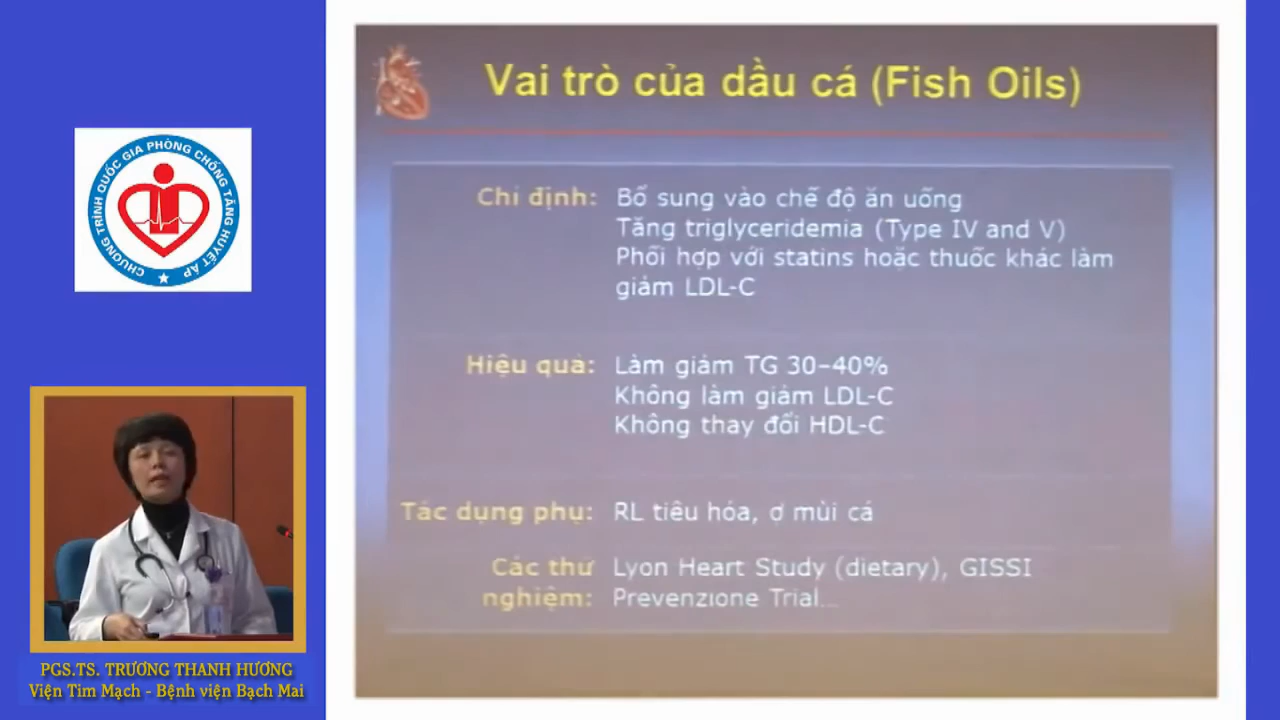 CHƯƠNG TRÌNH QUỐC GIA PHÒNG CHỐNG TĂNG HUYẾT ÁP
PGS.TS. TRƯƠNG THANH HƯƠNG
Viện Tim Mạch - Bệnh viện Bạch Mai
Vai trò của dầu cá (Fish Oils)
Chỉ định: Bổ sung vào chế độ ăn uống
Tăng triglyceridemia (Type IV and V)
Phối hợp với statins hoặc thuốc khác làm
giảm LDL-C
Hiệu quả: Làm giảm TG 30–40%
Không làm giảm LDL-C
Không thay đổi HDL-C
Tác dụng phụ: RL tiêu hóa, ợ mùi cá
Các thử Lyon Heart Study (dietary), GISSI
nghiệm: Prevenzione Trial...